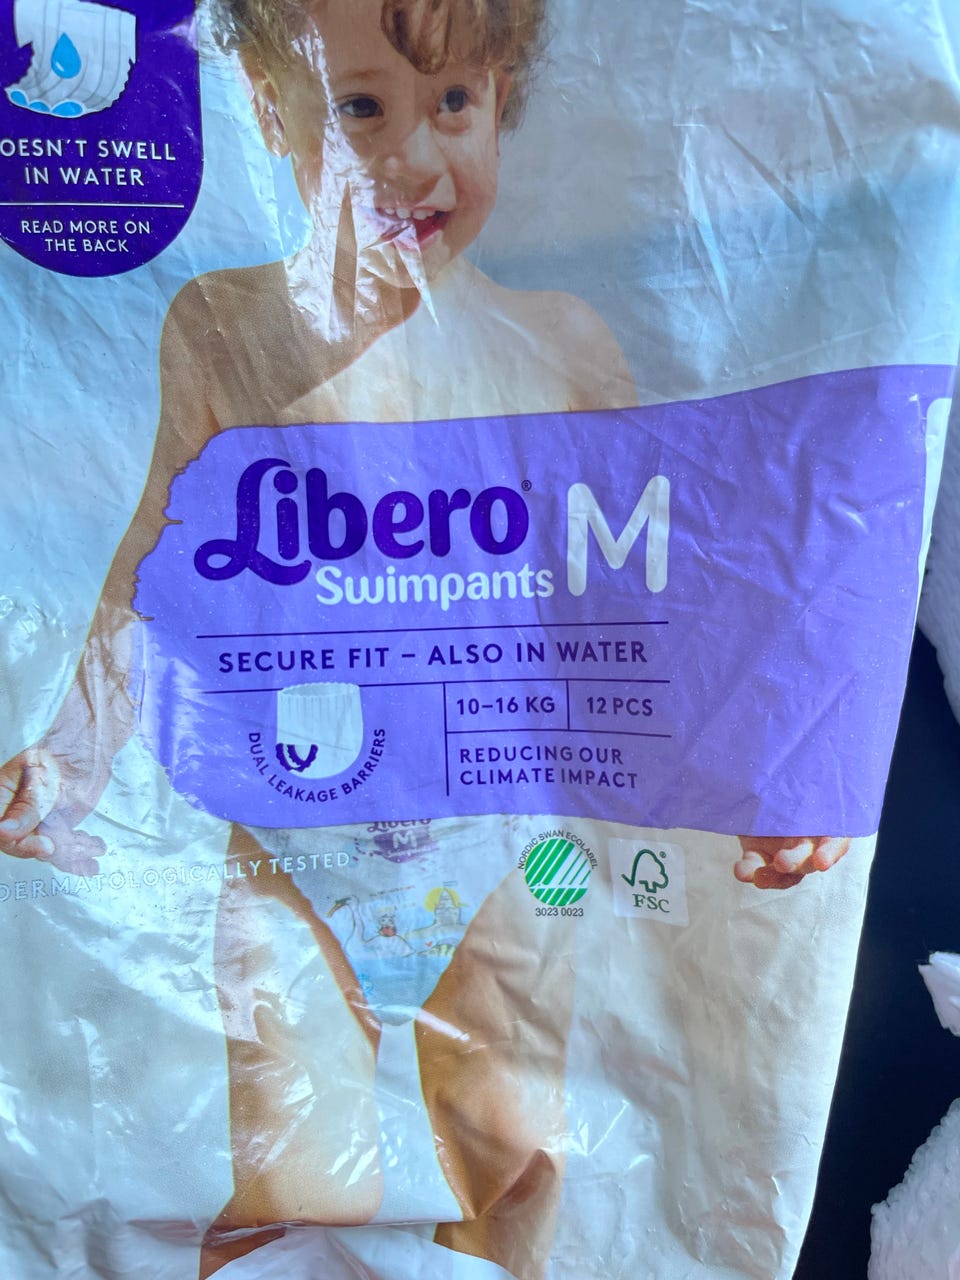 OESN'T SWELL
IN WATER
READ MORE ON
THE BACK
Libero® M
Swimpants
SECURE FIT – ALSO IN WATER
10–16 KG 12 PCS
DUAL LEAKAGE BARRIERS
REDUCING OUR
CLIMATE IMPACT
Libero
M
DERMATOLOGICALLY TESTED
NORDIC SWAN ECOLABEL
3023 0023
®
FSC